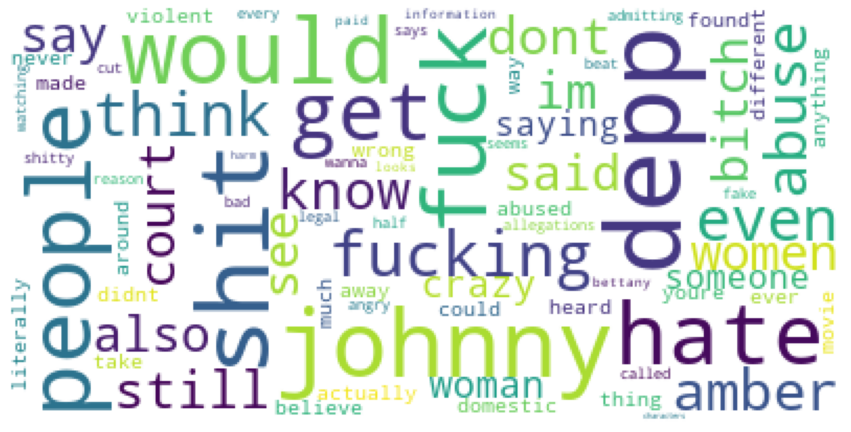 violent
every
paid
information
says
admitting
found
say
would
fuck
dont
depp
bitch
different
abuse
never
cut
way
beat
watching
made
people
think
get
im
saying
anything
shitty
court
shit
harm
wanna
wrong
looks
seems
said
reason
know
bad
abused
fake
legal
half
allegations
even
around
see
fucking
women
literally
didnt
much
away
crazy
bettany
someone
angry
could
heard
youre
ever
movie
also
johnny
hate
take
still
actually
woman
called
thing
amber
believe
domestic
characters